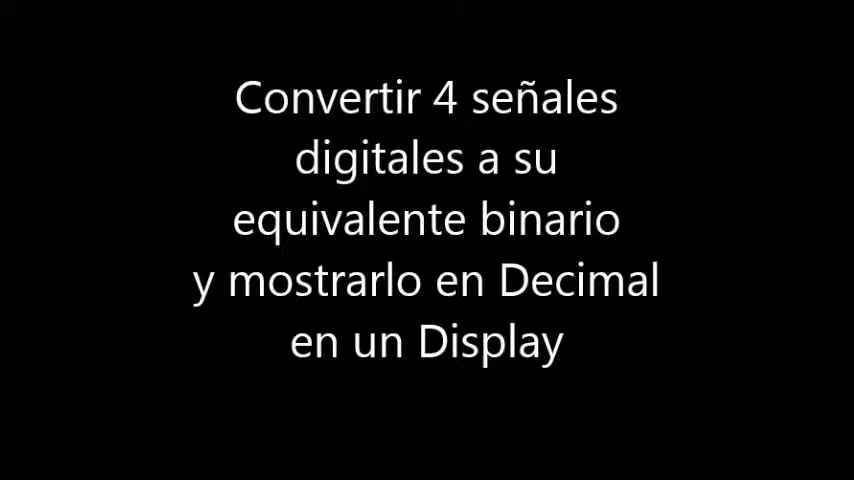 Convertir 4 señales
digitales a su
equivalente binario
y mostrarlo en Decimal
en un Display